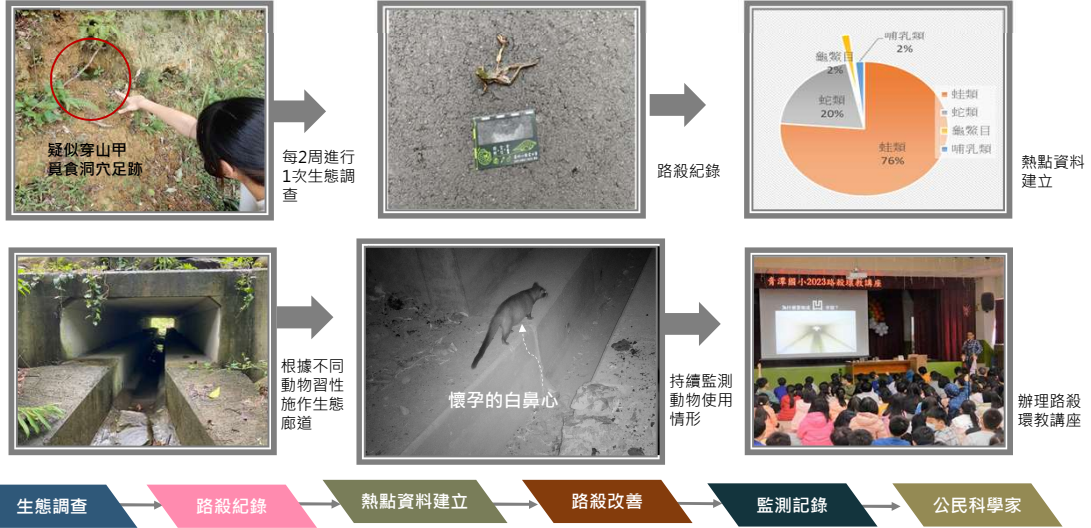 疑似穿山甲
覓食洞穴足跡
每2周進行
1次生態調
查
路殺紀錄
哺乳類
2%
龜鱉目
2%
蛇類
20%
蛙類
76%
蛙類
蛇類
龜鱉目
哺乳類
熱點資料
建立
根據不同
動物習性
施作生態
廊道
懷孕的白鼻心
持續監測
動物使用
情形
青潭國小2023路殺環教講座
辦理路殺
環教講座
生態調查
路殺紀錄
熱點資料建立
路殺改善
監測記錄
公民科學家